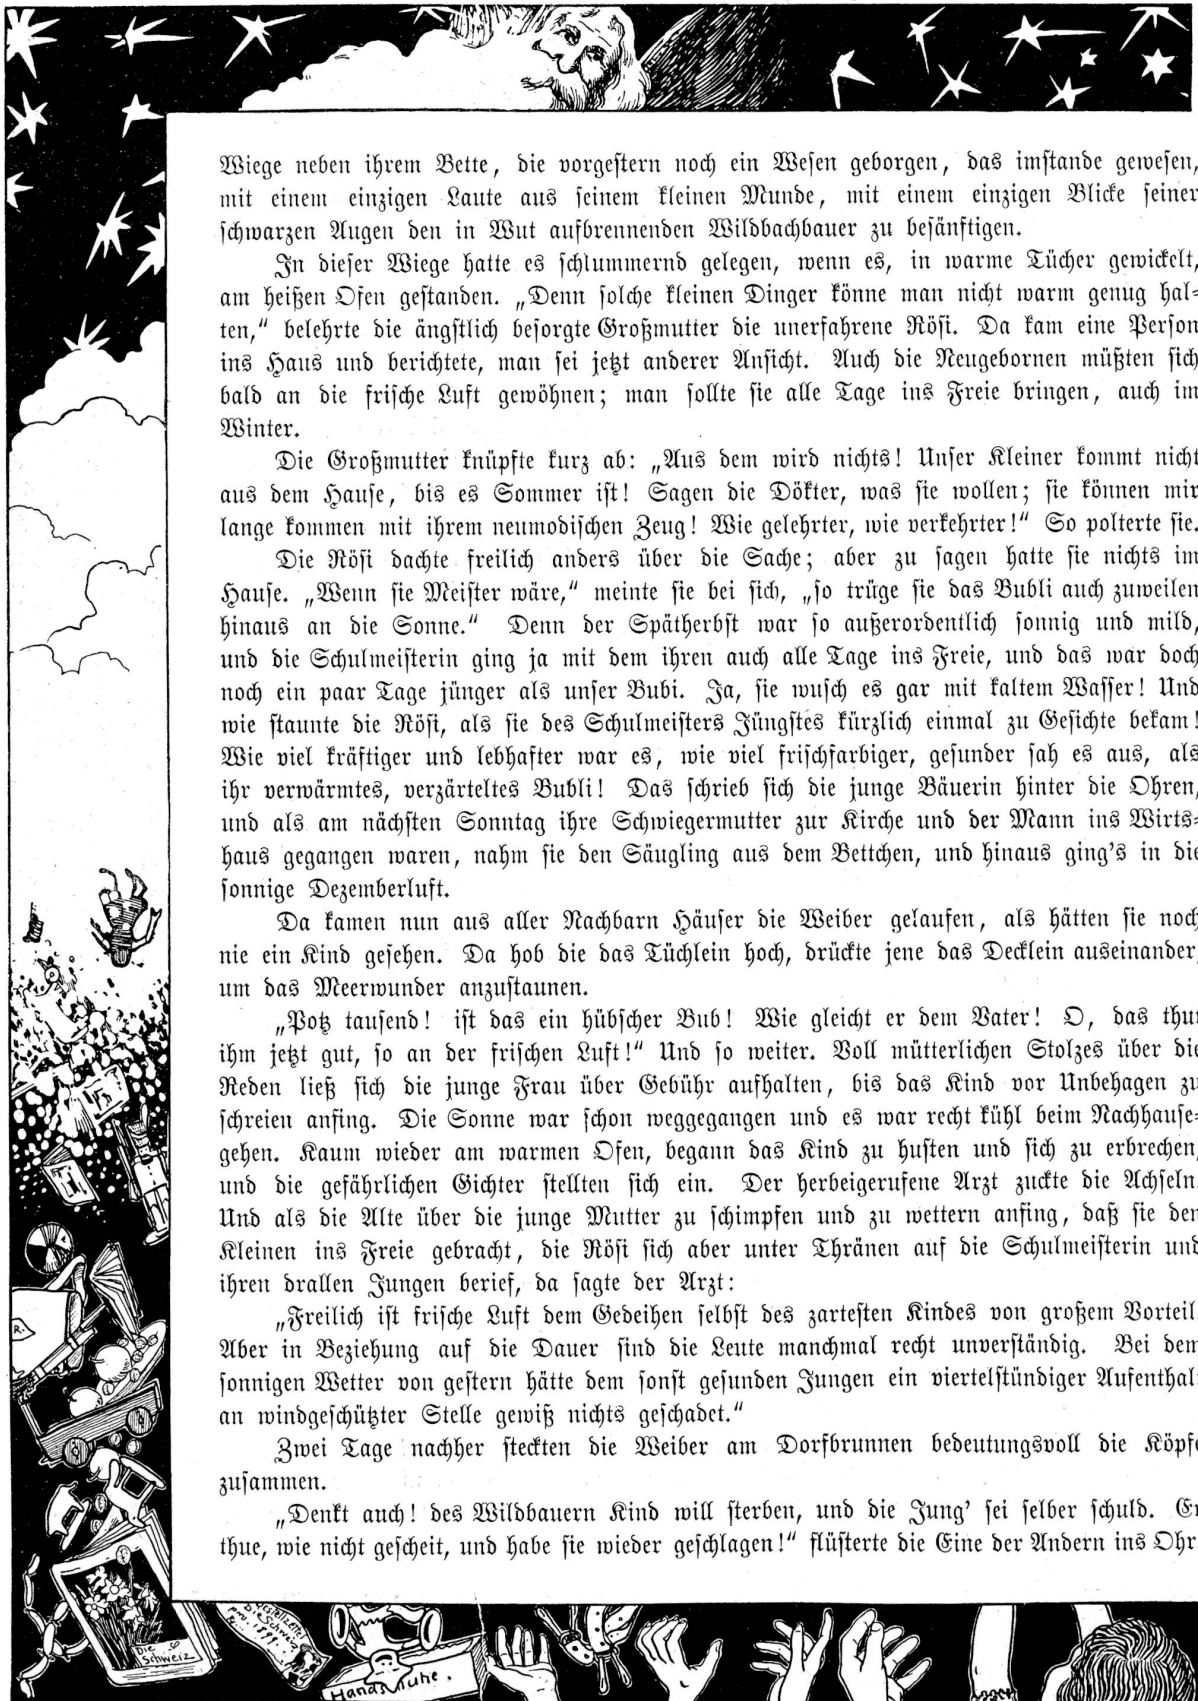 Wiege neben ihrem Bette, die vorgestern noch ein Wesen geborgen, das imstande gewesen,
mit einem einzigen Laute aus seinem kleinen Munde, mit einem einzigen Blicke seiner
schwarzen Augen den in Wut aufbrennenden Wildbachbauer zu besänftigen.
In dieser Wiege hatte es schlummernd gelegen, wenn es, in warme Tücher gewickelt,
am heißen Ofen gestanden. „Denn solche kleinen Dinger könne man nicht warm genug hal-
ten,“ belehrte die ängstlich besorgte Großmutter die unerfahrene Rösi. Da kam eine Person
ins Haus und berichtete, man sei jetzt anderer Ansicht. Auch die Neugebornen müßten sich
bald an die frische Luft gewöhnen; man sollte sie alle Tage ins Freie bringen, auch im
Winter.
Die Großmutter knüpfte kurz ab: „Aus dem wird nichts! Unser Kleiner kommt nicht
aus dem Hause, bis es Sommer ist! Sagen die Dökter, was sie wollen; sie können mir
lange kommen mit ihrem neumodischen Zeug! Wie gelehrter, wie verkehrter!“ So polterte sie.
Die Rösi dachte freilich anders über die Sache; aber zu sagen hatte sie nichts im
Hause. „Wenn sie Meister wäre,“ meinte sie bei sich, „so trüge sie das Bubli auch zuweilen
hinaus an die Sonne.“ Denn der Spätherbst war so außerordentlich sonnig und mild,
und die Schulmeisterin ging ja mit dem ihren auch alle Tage ins Freie, und das war doch
noch ein paar Tage jünger als unser Bubi. Ja, sie wusch es gar mit kaltem Wasser! Und
wie staunte die Rösi, als sie des Schulmeisters Jüngstes kürzlich einmal zu Gesichte bekam!
Wie viel kräftiger und lebhafter war es, wie viel frischfarbiger, gesunder sah es aus, als
ihr verwärmtes, verzärteltes Bubli! Das schrieb sich die junge Bäuerin hinter die Ohren,
und als am nächsten Sonntag ihre Schwiegermutter zur Kirche und der Mann ins Wirts-
haus gegangen waren, nahm sie den Säugling aus dem Bettchen, und hinaus ging's in die
sonnige Dezemberluft.
Da kamen nun aus aller Nachbarn Häuser die Weiber gelaufen, als hätten sie noch
nie ein Kind gesehen. Da hob die das Tüchlein hoch, drückte jene das Decklein auseinander,
um das Meerwunder anzustaunen.
„Potz tausend! ist das ein hübscher Bub! Wie gleicht er dem Vater! O, das thut
ihm jetzt gut, so an der frischen Luft!“ Und so weiter. Voll mütterlichen Stolzes über die
Reden ließ sich die junge Frau über Gebühr aufhalten, bis das Kind vor Unbehagen zu
schreien anfing. Die Sonne war schon weggegangen und es war recht kühl beim Nachhause-
gehen. Kaum wieder am warmen Ofen, begann das Kind zu husten und sich zu erbrechen,
und die gefährlichen Gichter stellten sich ein. Der herbeigerufene Arzt zuckte die Achseln.
Und als die Alte über die junge Mutter zu schimpfen und zu wettern anfing, daß sie den
Kleinen ins Freie gebracht, die Rösi sich aber unter Thränen auf die Schulmeisterin und
ihren drallen Jungen berief, da sagte der Arzt:
„Freilich ist frische Luft dem Gedeihen selbst des zartesten Kindes von großem Vorteil.
Aber in Beziehung auf die Dauer sind die Leute manchmal recht unverständig. Bei dem
sonnigen Wetter von gestern hätte dem sonst gesunden Jungen ein viertelstündiger Aufenthalt
an windgeschützter Stelle gewiß nichts geschadet.“
Zwei Tage nachher steckten die Weiber am Dorfbrunnen bedeutungsvoll die Köpfe
zusammen.
„Denkt auch! des Wildbauern Kind will sterben, und die Jung' sei selber schuld. Er
thue, wie nicht gescheit, und habe sie wieder geschlagen!“ flüsterte die Eine der Andern ins Ohr.
R.
Die
Schweiz
Bestellzettel
Die Schweiz
1899
Handschuhe.